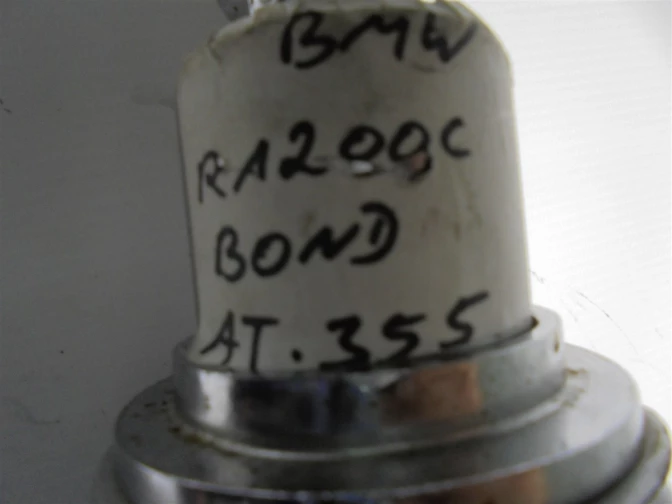 BMW
RA200C
BOND
AT.355